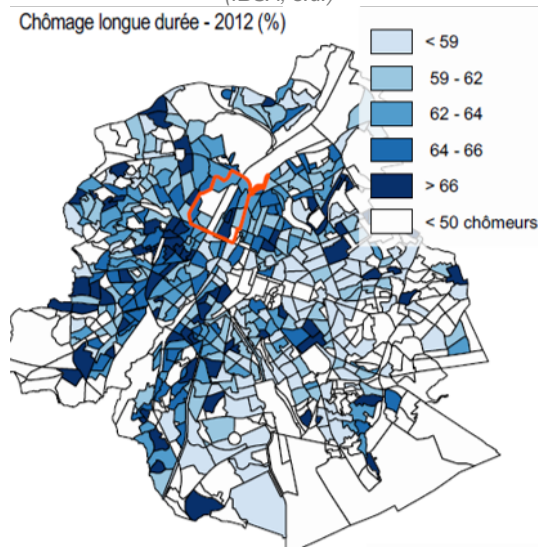 Chômage longue durée - 2012 (%)
< 59
59 - 62
62 - 64
64 - 66
> 66
< 50 chômeurs